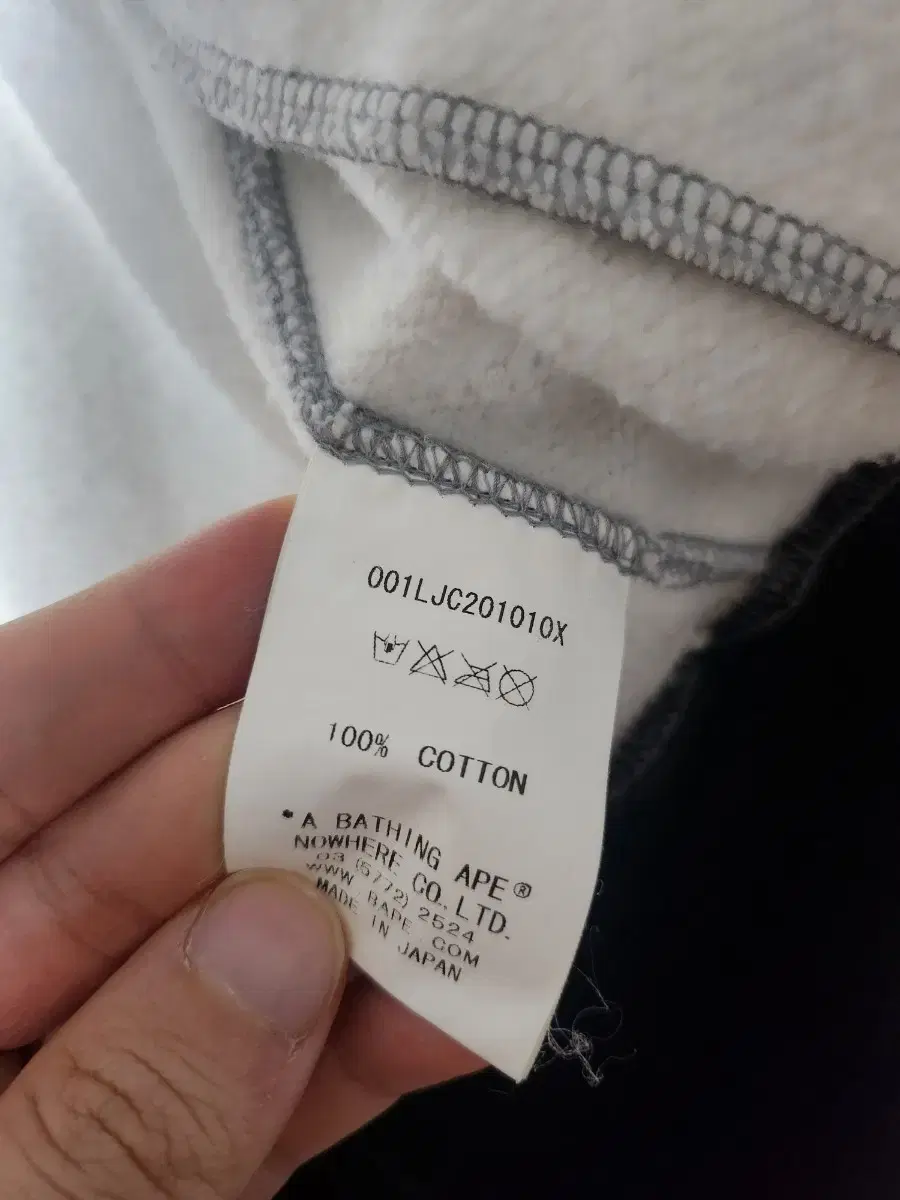 001LJC201010X
100% COTTON
*A BATHING APE®
NOWHERE CO., LTD.
03 (5772) 2524
WWW BAPE COM
MADE IN JAPAN